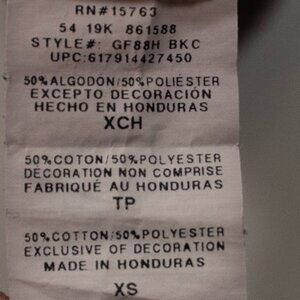 RN#15763
54 19K 861588
STYLE#: GF88H BKC
UPC:617914427450
50%ALGODÓN/50%POLIÉSTER
EXCEPTO DECORACIÓN
HECHO EN HONDURAS
XCH
50%COTON/50%POLYESTER
DECORATION NON COMPRISE
FABRIQUÉ AU HONDURAS
TP
50%COTTON/50%POLYESTER
EXCLUSIVE OF DECORATION
MADE IN HONDURAS
XS